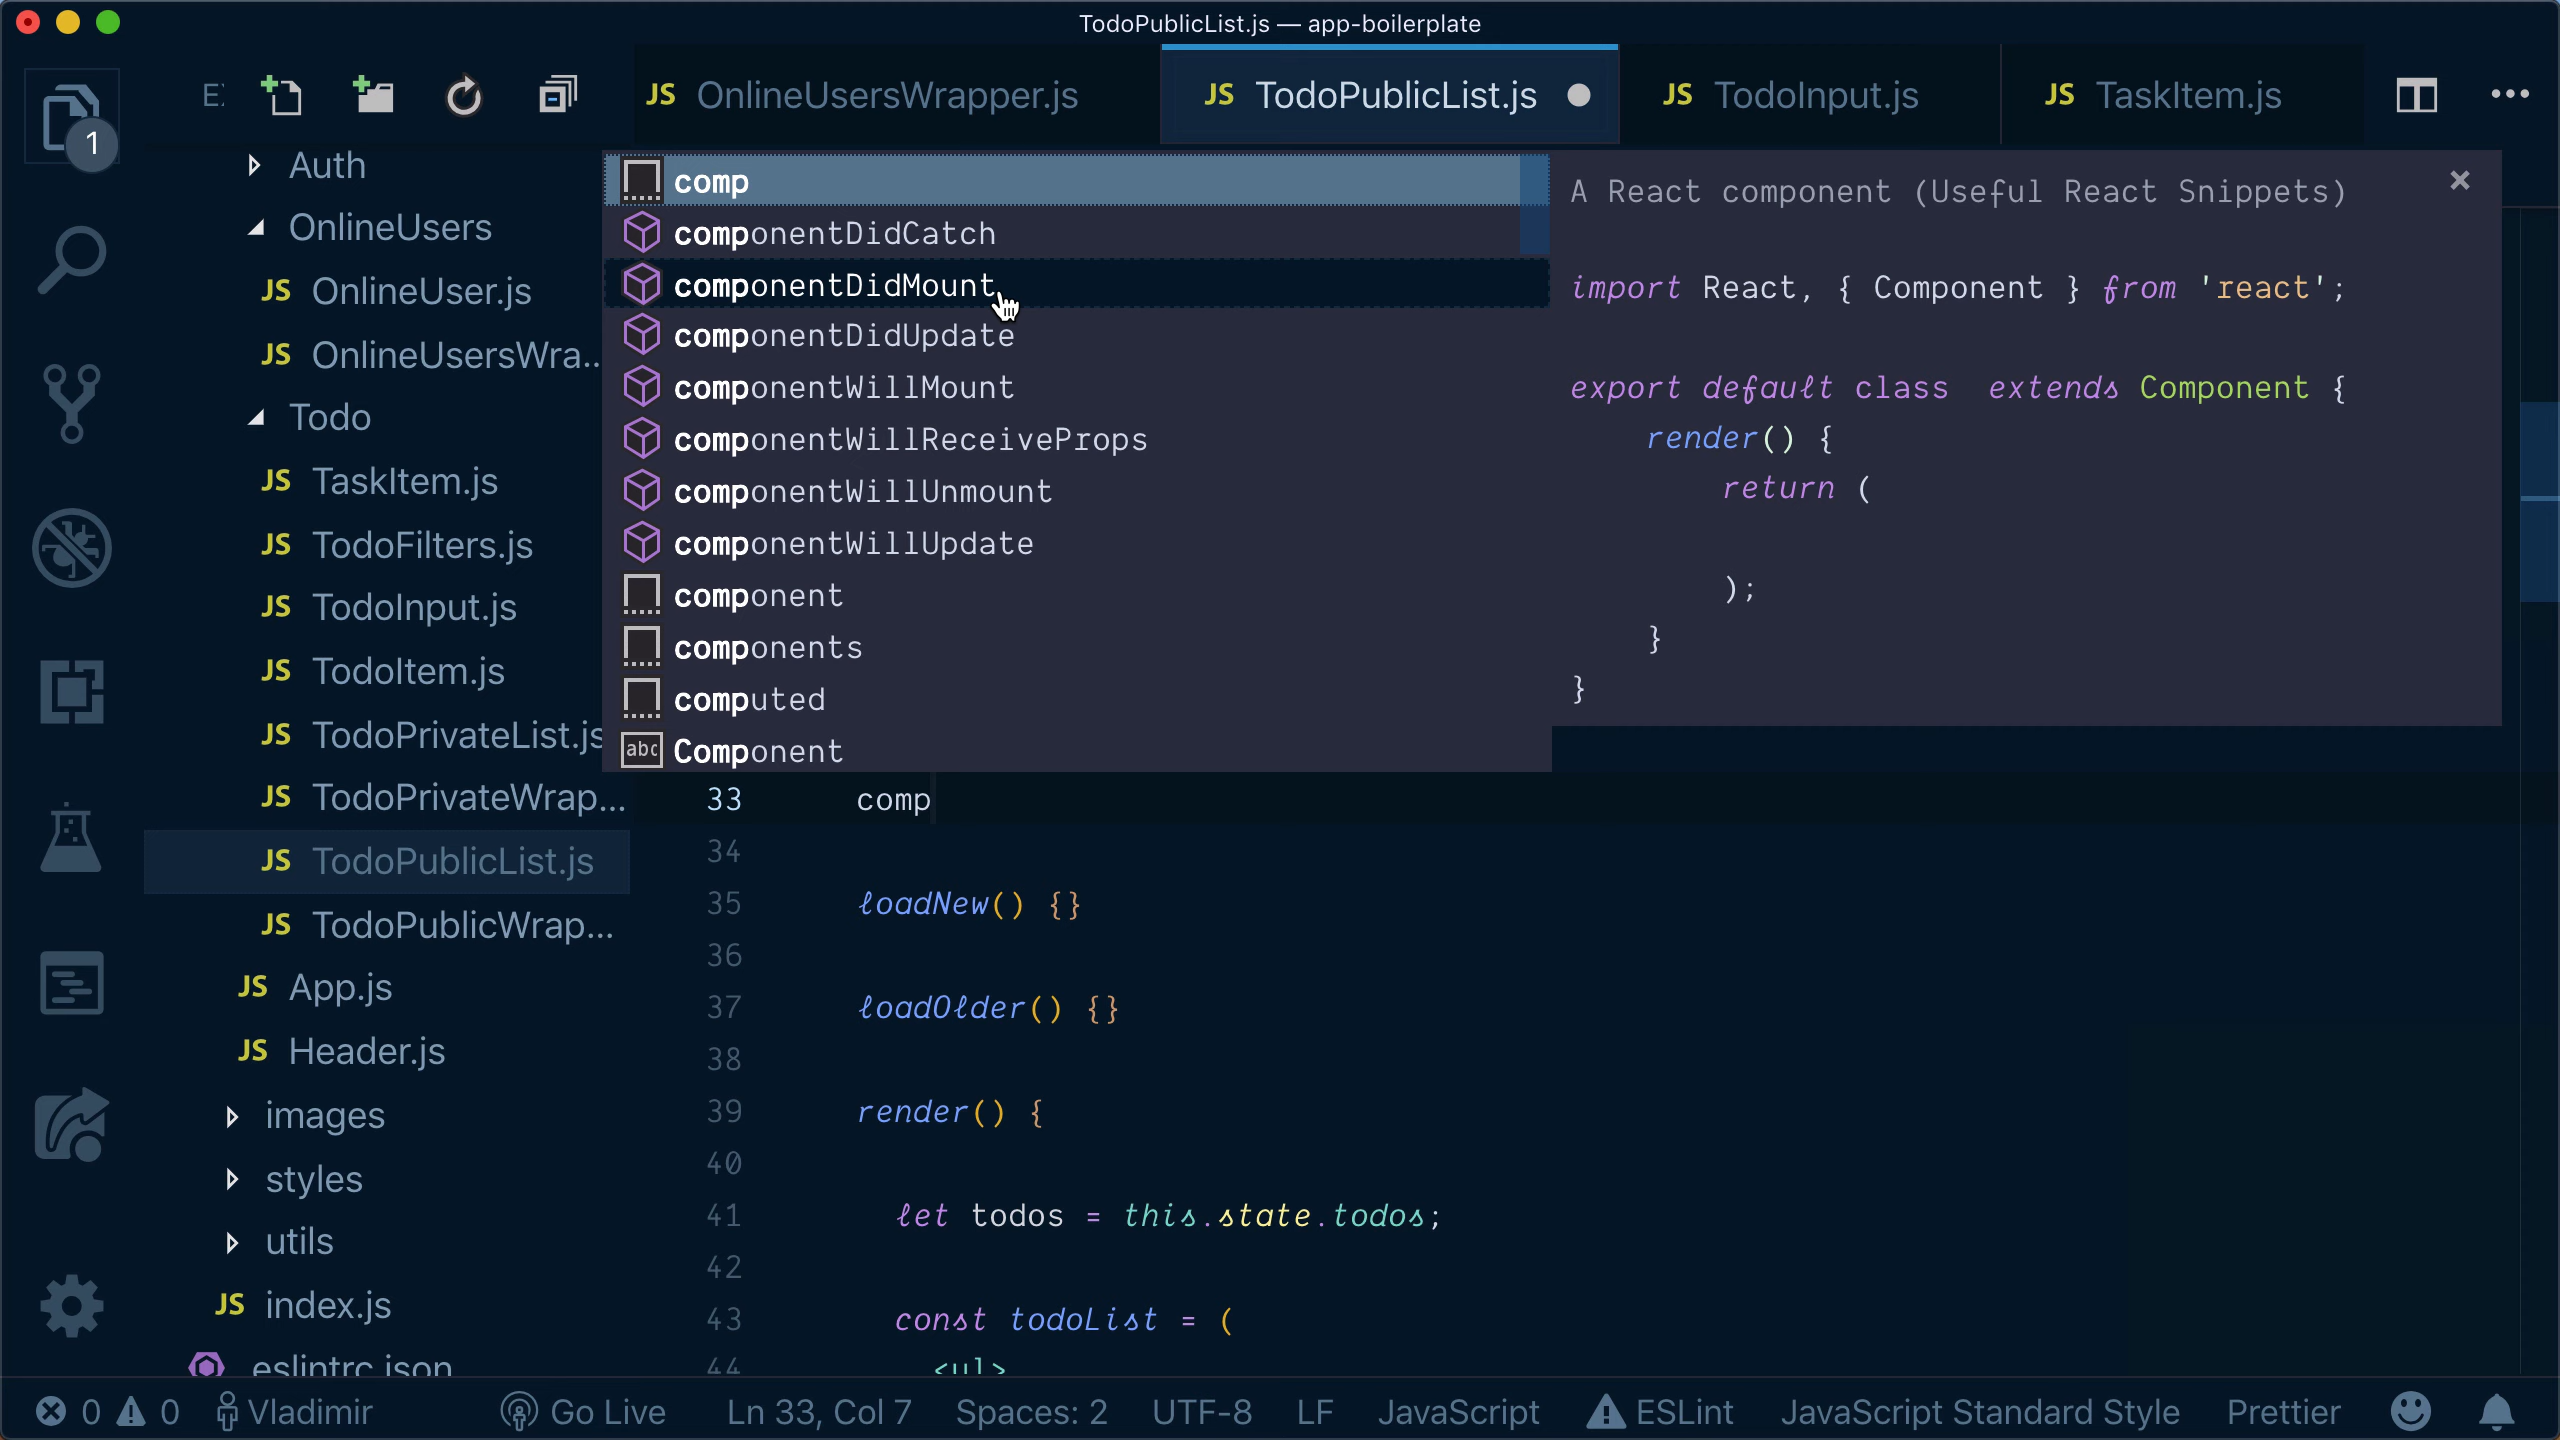 TodoPublicList.js — app-boilerplate
JS OnlineUsersWrapper.js
JS TodoPublicList.js
JS TodoInput.js
JS TaskItem.js
1
Auth
OnlineUsers
JS OnlineUser.js
JS OnlineUsersWra...
Todo
JS TaskItem.js
JS TodoFilters.js
JS TodoInput.js
JS TodoItem.js
JS TodoPrivateList.js
JS TodoPrivateWrap...
JS TodoPublicList.js
JS TodoPublicWrap...
JS App.js
JS Header.js
images
styles
utils
JS index.js
eslintrc.json
comp
componentDidCatch
componentDidMount
componentDidUpdate
componentWillMount
componentWillReceiveProps
componentWillUnmount
componentWillUpdate
component
components
computed
abc Component
A React component (Useful React Snippets)
import React, { Component } from 'react';
export default class  extends Component {
render() {
return (
);
}
}
33 comp
34
35 loadNew() {}
36
37 loadOlder() {}
38
39 render() {
40
41 let todos = this.state.todos;
42
43 const todoList = (
44 <ul>
0 0 Vladimir Go Live Ln 33, Col 7 Spaces: 2 UTF-8 LF JavaScript ESLint JavaScript Standard Style Prettier